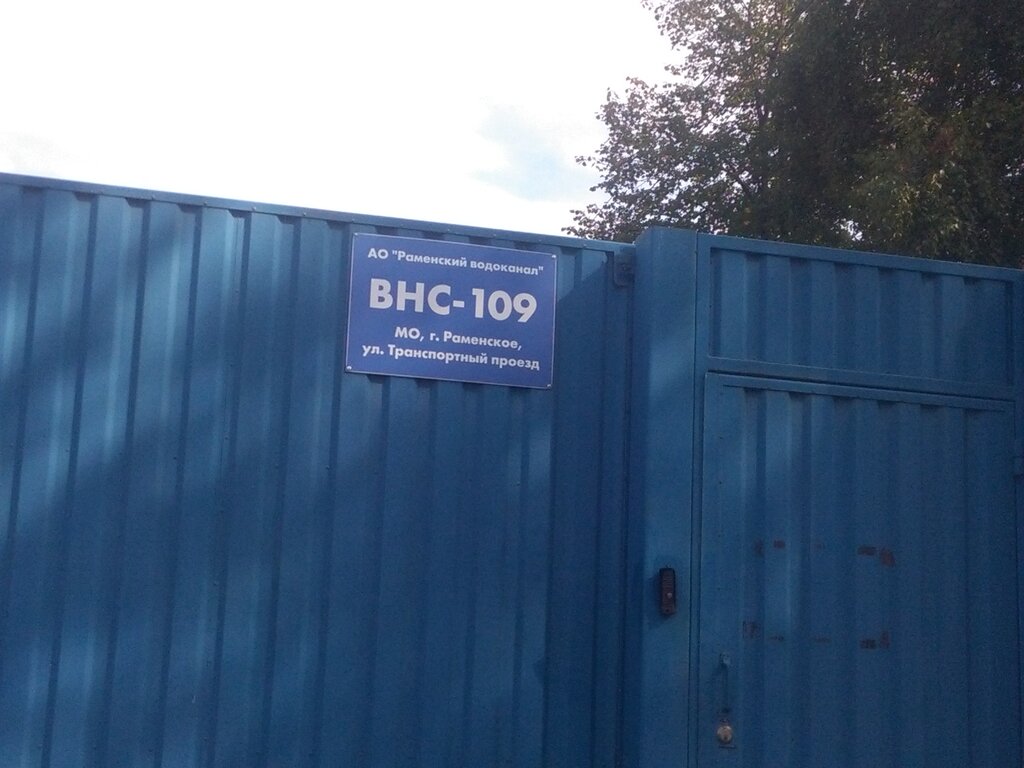 АО "Раменский водоканал"
ВНС-109
МО, г. Раменское,
ул. Транспортный проезд